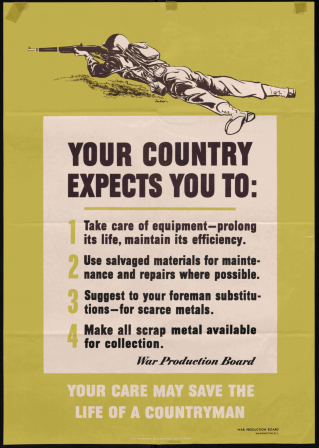 YOUR COUNTRY
EXPECTS YOU TO:
1 Take care of equipment—prolong
its life, maintain its efficiency.
2 Use salvaged materials for mainte-
nance and repairs where possible.
3 Suggest to your foreman substitu-
tions—for scarce metals.
4 Make all scrap metal available
for collection.
War Production Board
YOUR CARE MAY SAVE THE
LIFE OF A COUNTRYMAN
WAR PRODUCTION BOARD
WASHINGTON, D.C.